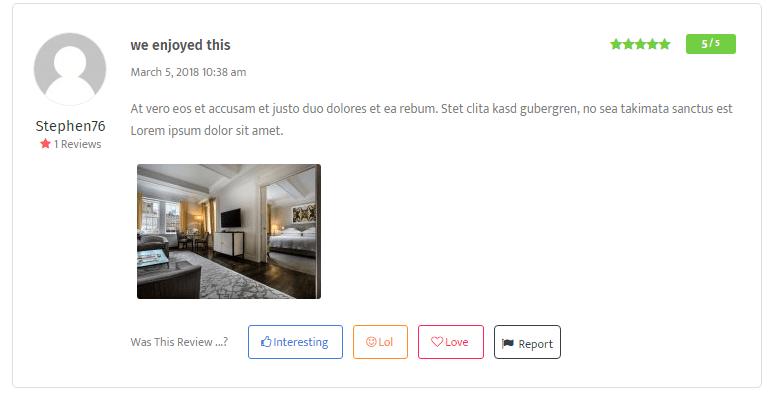 we enjoyed this
5 / 5
March 5, 2018 10:38 am
At vero eos et accusam et justo duo dolores et ea rebum. Stet clita kasd gubergren, no sea takimata sanctus est
Lorem ipsum dolor sit amet.
Stephen76
1 Reviews
Was This Review ...?
Interesting
Lol
Love
Report